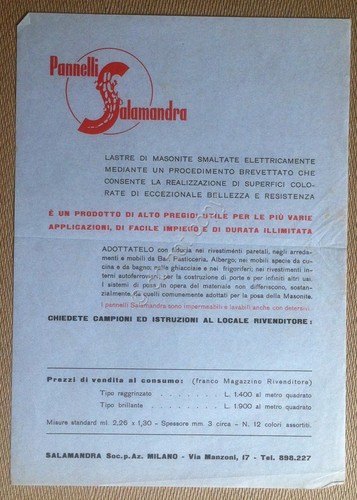 Pannelli
Salamandra
LASTRE DI MASONITE SMALTATE ELETTRICAMENTE
MEDIANTE UN PROCEDIMENTO BREVETTATO CHE
CONSENTE LA REALIZZAZIONE DI SUPERFICI COLO-
RATE DI ECCEZIONALE BELLEZZA E RESISTENZA
È UN PRODOTTO DI ALTO PREGIO, UTILE PER LE PIÙ VARIE
APPLICAZIONI, DI FACILE IMPIEGO E DI DURATA ILLIMITATA
ADOTTATELO con fiducia nei rivestimenti parietali, negli arreda-
menti e mobili da Bar, Pasticceria, Albergo; nei mobili specie da cu-
cina e da bagno; nelle ghiacciaie e nei frigoriferi; nei rivestimenti in-
terni autoferroviari, per la costruzione di porte e per infiniti altri usi
I sistemi di posa in opera del materiale non differiscono, sostan-
zialmente, da quelli comunemente adottati per la posa della Masonite.
I pannelli Salamandra sono impermeabili e lavabili anche con detersivi.
CHIEDETE CAMPIONI ED ISTRUZIONI AL LOCALE RIVENDITORE:
Prezzi di vendita al consumo: (franco Magazzino Rivenditore)
Tipo raggrinzato . . . . . L. 1.400 al metro quadrato
Tipo brillante . . . . . L. 1.900 al metro quadrato
Misure standard ml. 2,26 x 1,30 - Spessore mm. 3 circa - N. 12 colori assortiti.
SALAMANDRA Soc. p. Az. MILANO - Via Manzoni, 17 - Tel. 898.227